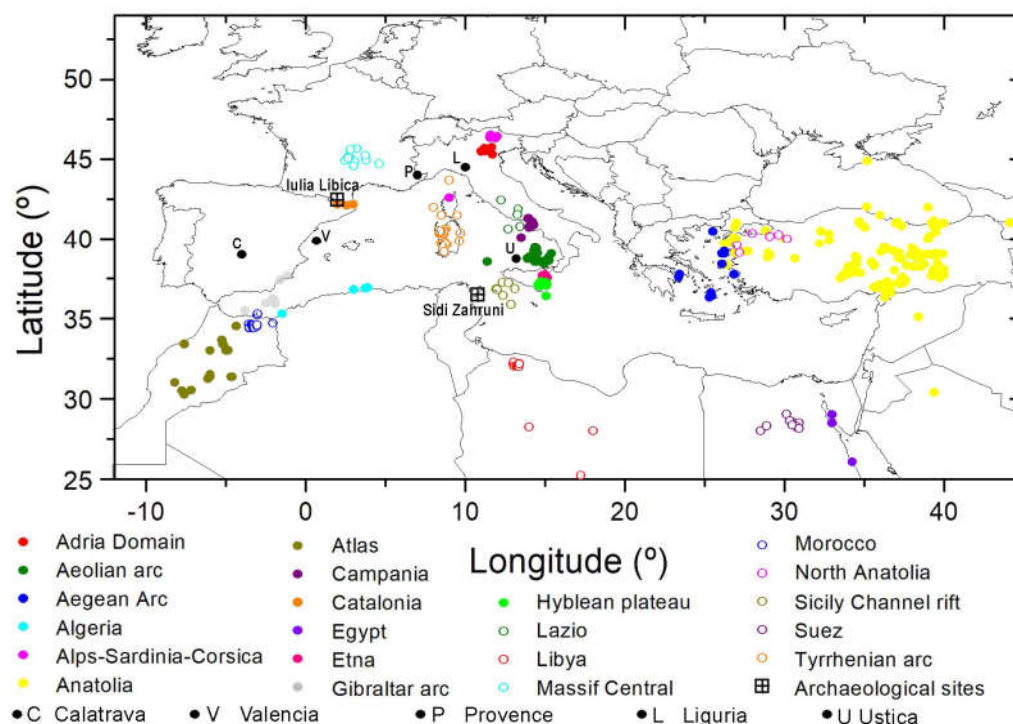 50
45
40
35
30
25
Latitude (º)
-10
0
10
20
30
40
Longitude (º)
Iulia Libica
P
L
C
V
U
Sidi Zahruni
Adria Domain
Aeolian arc
Aegean Arc
Algeria
Alps-Sardinia-Corsica
Anatolia
Atlas
Campania
Catalonia
Egypt
Etna
Gibraltar arc
Hyblean plateau
Lazio
Libya
Massif Central
Morocco
North Anatolia
Sicily Channel rift
Suez
Tyrrhenian arc
Archaeological sites
C Calatrava V Valencia P Provence L Liguria U Ustica